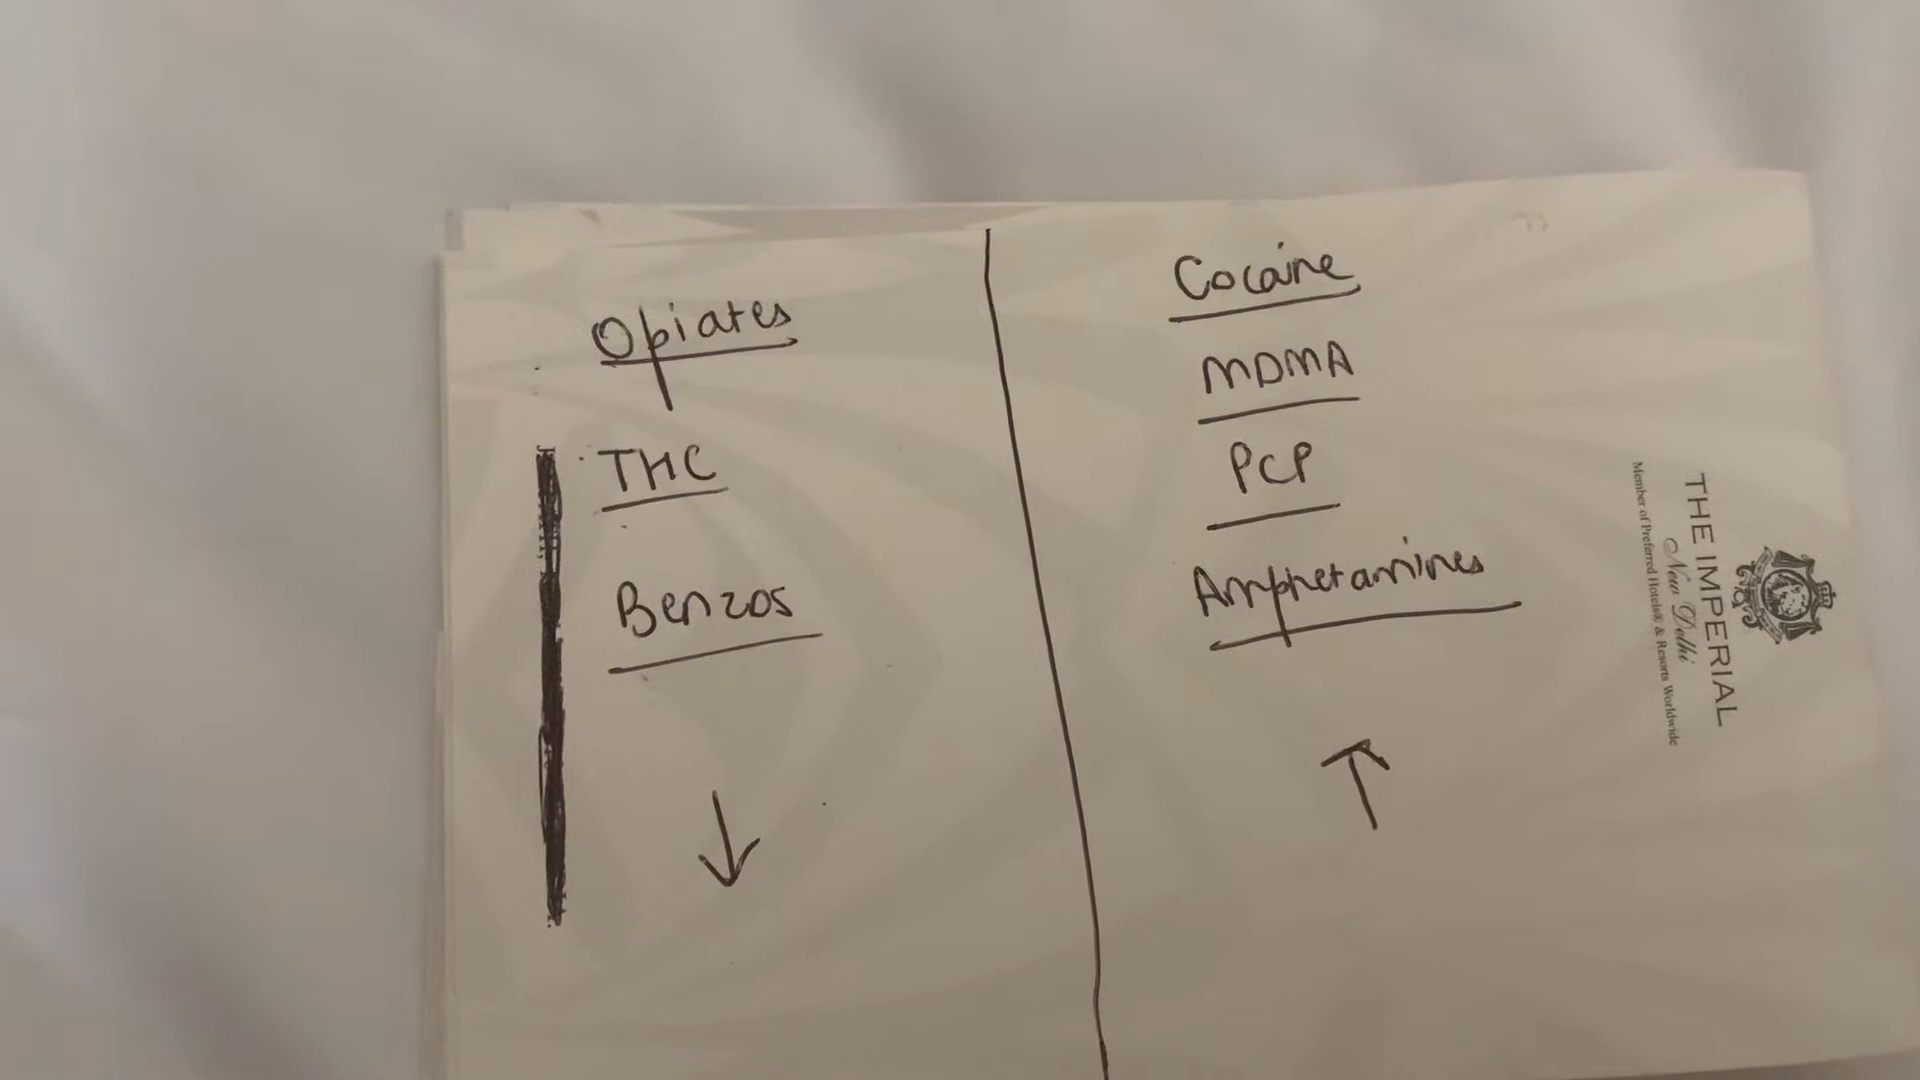 Opiates
THC
Benzos
↓
Cocaine
MDMA
PCP
Amphetamines
↑
THE IMPERIAL
New Delhi
Member of Preferred Hotels® & Resorts Worldwide